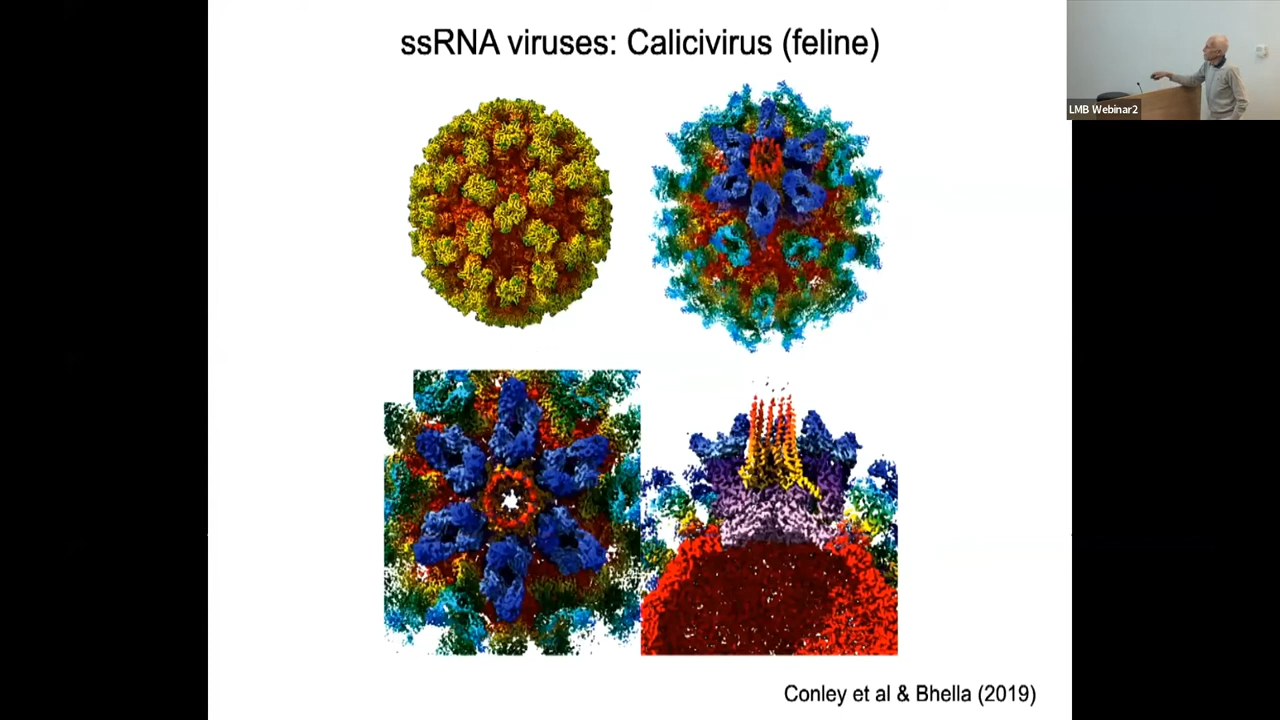 ssRNA viruses: Calicivirus (feline)
LMB Webinar2
Conley et al & Bhella (2019)